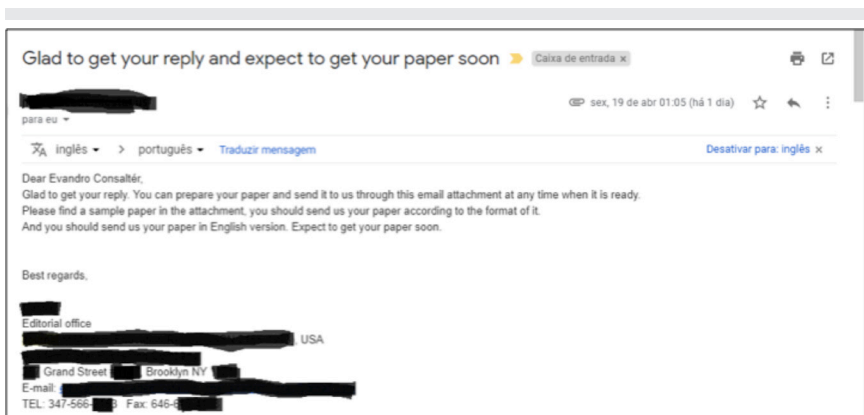 Glad to get your reply and expect to get your paper soon Caixa de entrada x
sex, 19 de abr 01:05 (há 1 dia)
para eu
inglês > português Traduzir mensagem Desativar para: inglês x
Dear Evandro Consaltér,
Glad to get your reply. You can prepare your paper and send it to us through this email attachment at any time when it is ready.
Please find a sample paper in the attachment, you should send us your paper according to the format of it.
And you should send us your paper in English version. Expect to get your paper soon.
Best regards,
Editorial office
, USA
Grand Street Brooklyn NY
E-mail:
TEL: 347-566- 3 Fax: 646-6